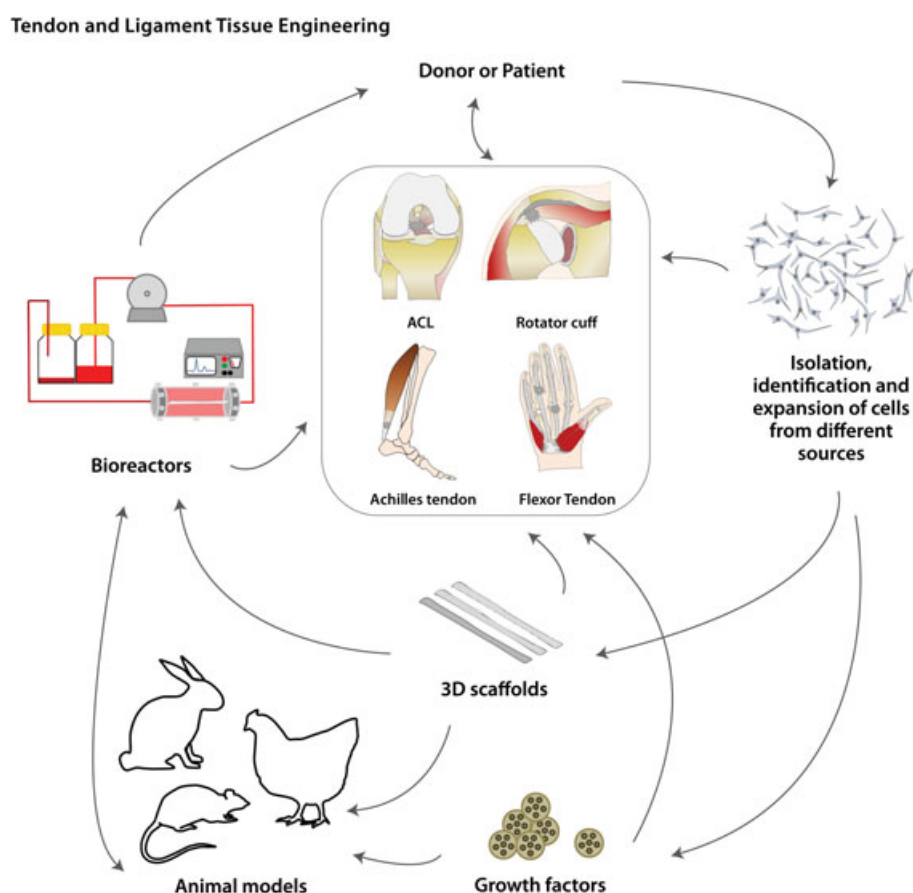 Tendon and Ligament Tissue Engineering
Donor or Patient
ACL
Rotator cuff
Isolation,
identification and
expansion of cells
from different
sources
Bioreactors
Achilles tendon
Flexor Tendon
3D scaffolds
Animal models
Growth factors